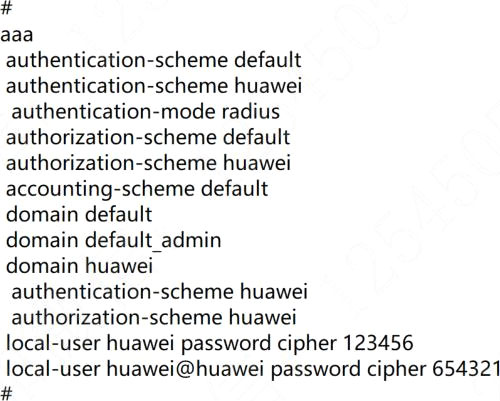 #
aaa
authentication-scheme default
authentication-scheme huawei
authentication-mode radius
authorization-scheme default
authorization-scheme huawei
accounting-scheme default
domain default
domain default_admin
domain huawei
authentication-scheme huawei
authorization-scheme huawei
local-user huawei password cipher 123456
local-user huawei@huawei password cipher 654321
#